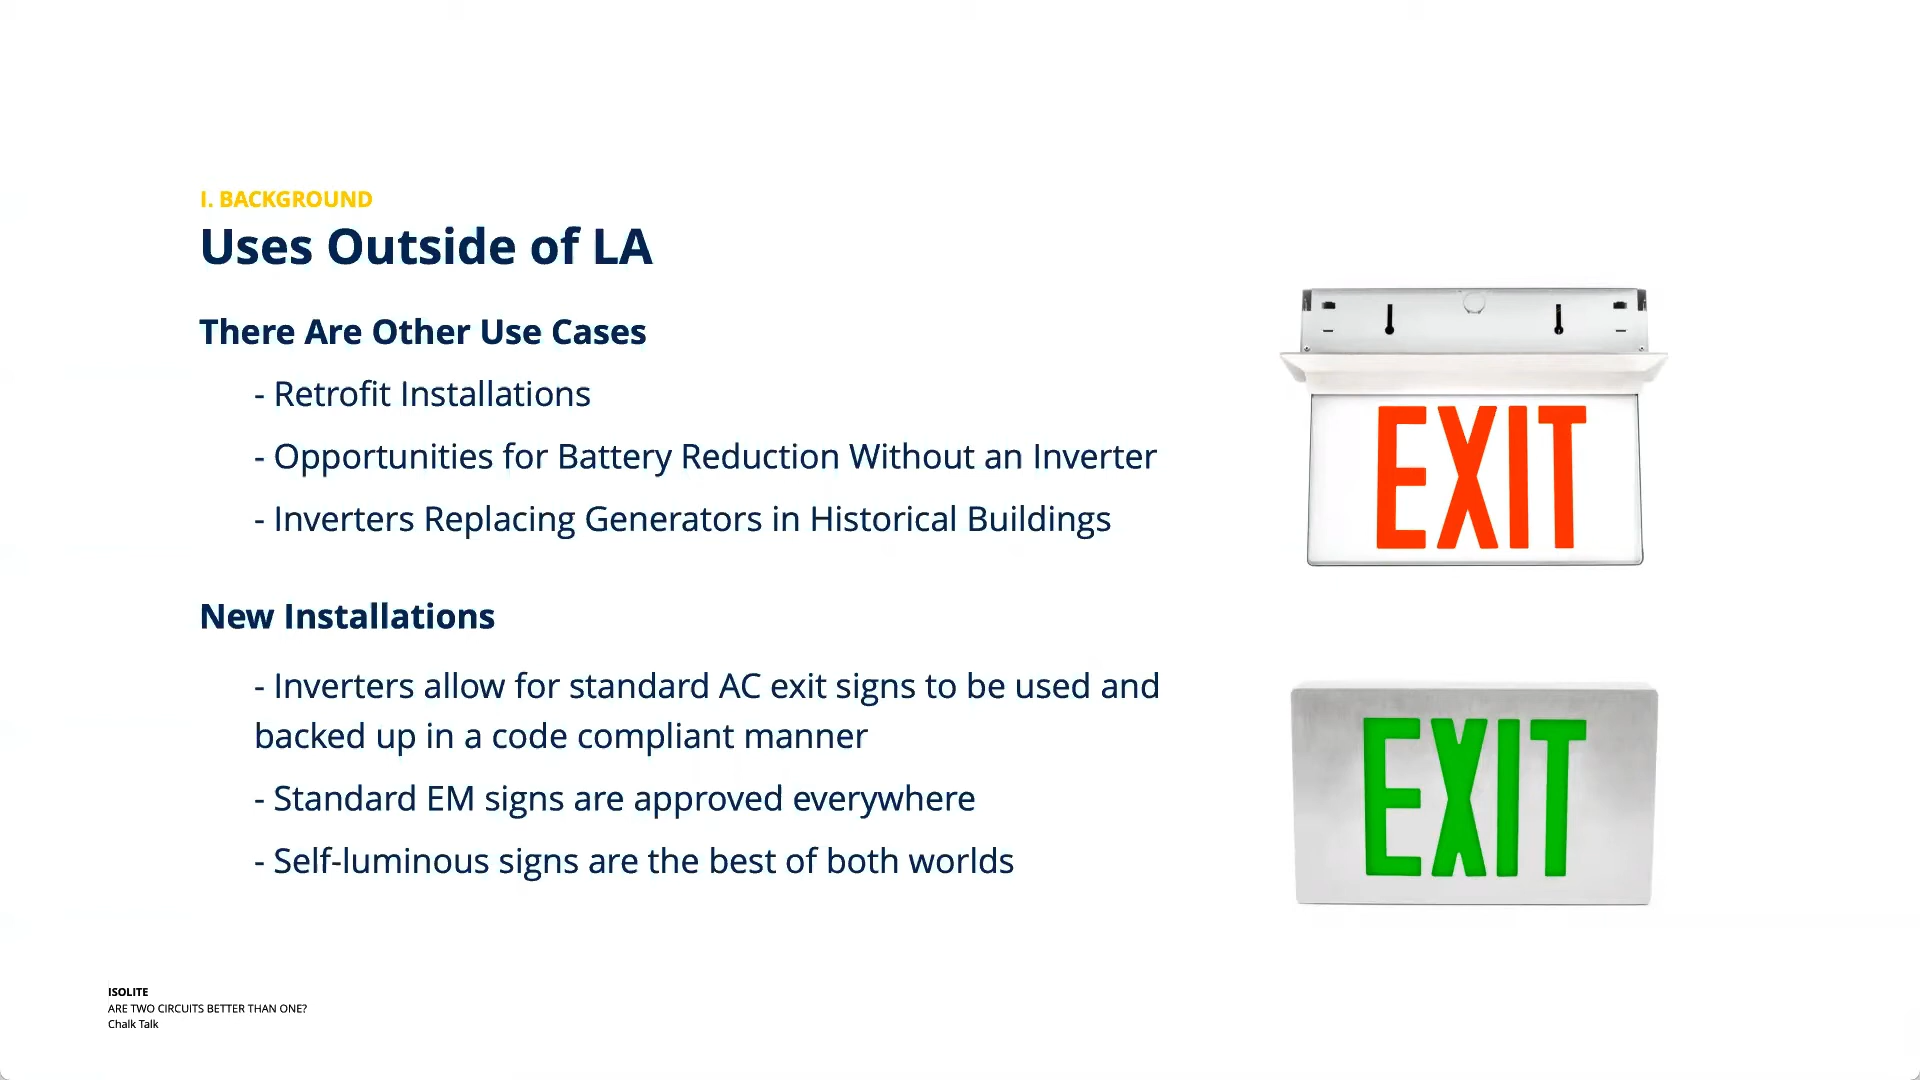 I. BACKGROUND
Uses Outside of LA
There Are Other Use Cases
- Retrofit Installations
- Opportunities for Battery Reduction Without an Inverter
- Inverters Replacing Generators in Historical Buildings
New Installations
- Inverters allow for standard AC exit signs to be used and
backed up in a code compliant manner
- Standard EM signs are approved everywhere
- Self-luminous signs are the best of both worlds
EXIT
EXIT
ISOLITE
ARE TWO CIRCUITS BETTER THAN ONE?
Chalk Talk